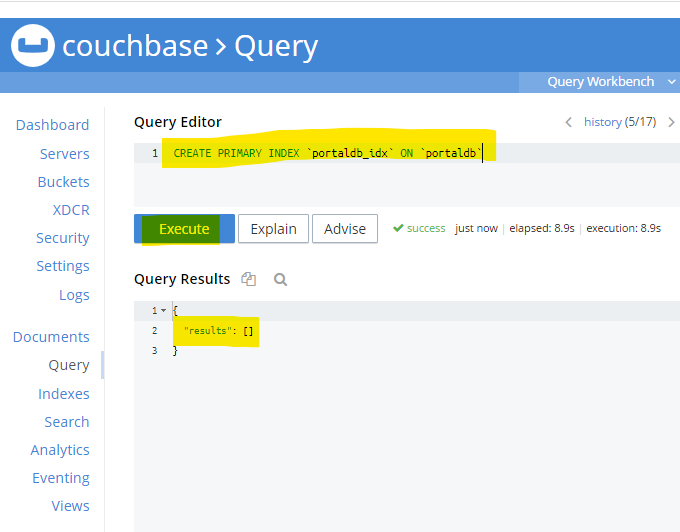 couchbase > Query
Query Workbench
Dashboard
Servers
Buckets
XDCR
Security
Settings
Logs
Documents
Query
Indexes
Search
Analytics
Eventing
Views
Query Editor
history (5/17)
1 CREATE PRIMARY INDEX `portaldb_idx` ON `portaldb`
Execute Explain Advise success just now | elapsed: 8.9s | execution: 8.9s
Query Results
1 {
2 "results": []
3 }